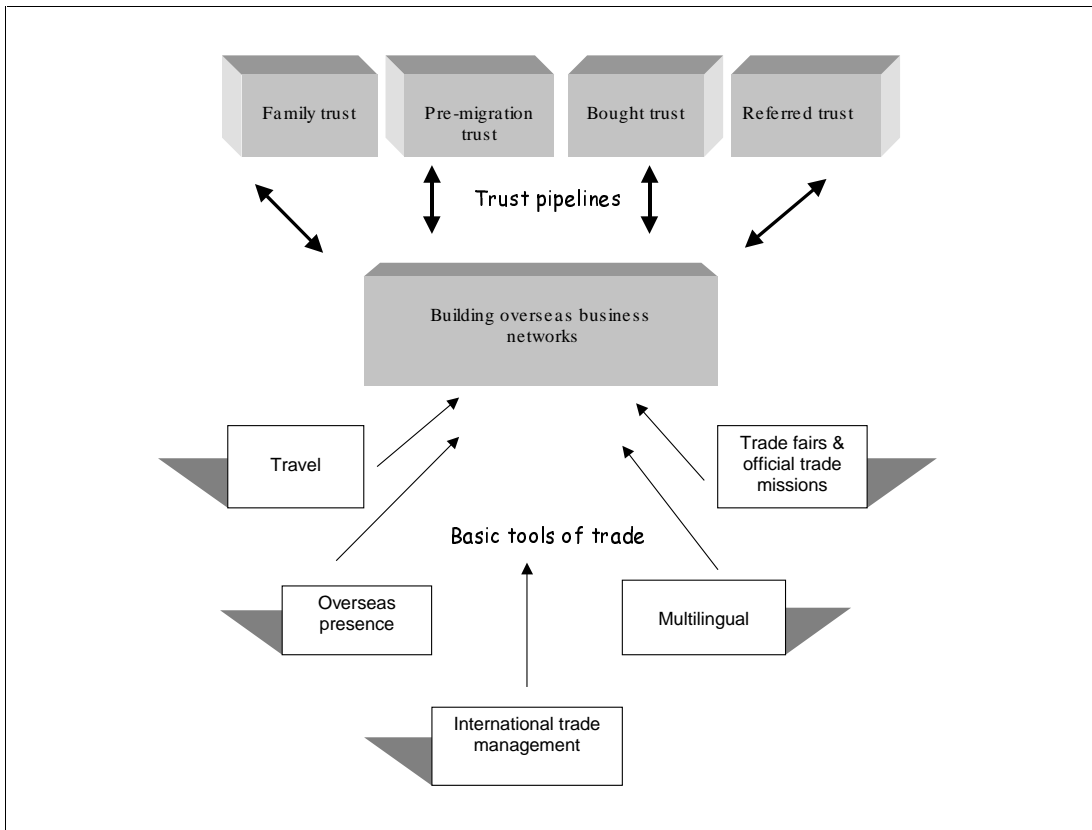 Family trust
Pre-migration
trust
Bought trust
Referred trust
Trust pipelines
Building overseas business
networks
Travel
Trade fairs &
official trade
missions
Basic tools of trade
Overseas
presence
Multilingual
International trade
management